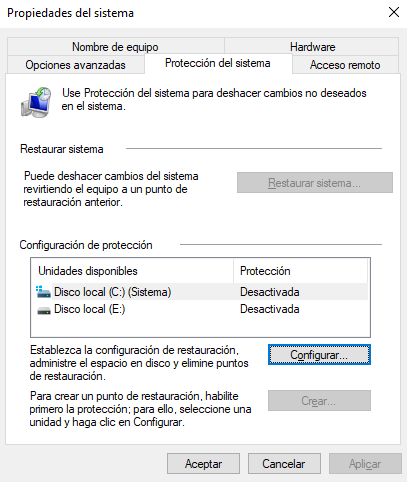 Propiedades del sistema
Nombre de equipo
Hardware
Opciones avanzadas
Protección del sistema
Acceso remoto
Use Protección del sistema para deshacer cambios no deseados
en el sistema.
Restaurar sistema
Puede deshacer cambios del sistema
revirtiendo el equipo a un punto de
restauración anterior.
Restaurar sistema...
Configuración de protección
Unidades disponibles
Protección
Disco local (C:) (Sistema)
Desactivada
Disco local (E:)
Desactivada
Establezca la configuración de restauración,
administre el espacio en disco y elimine puntos
de restauración.
Configurar...
Para crear un punto de restauración, habilite
primero la protección; para ello, seleccione una
unidad y haga clic en Configurar.
Crear...
Aceptar
Cancelar
Aplicar